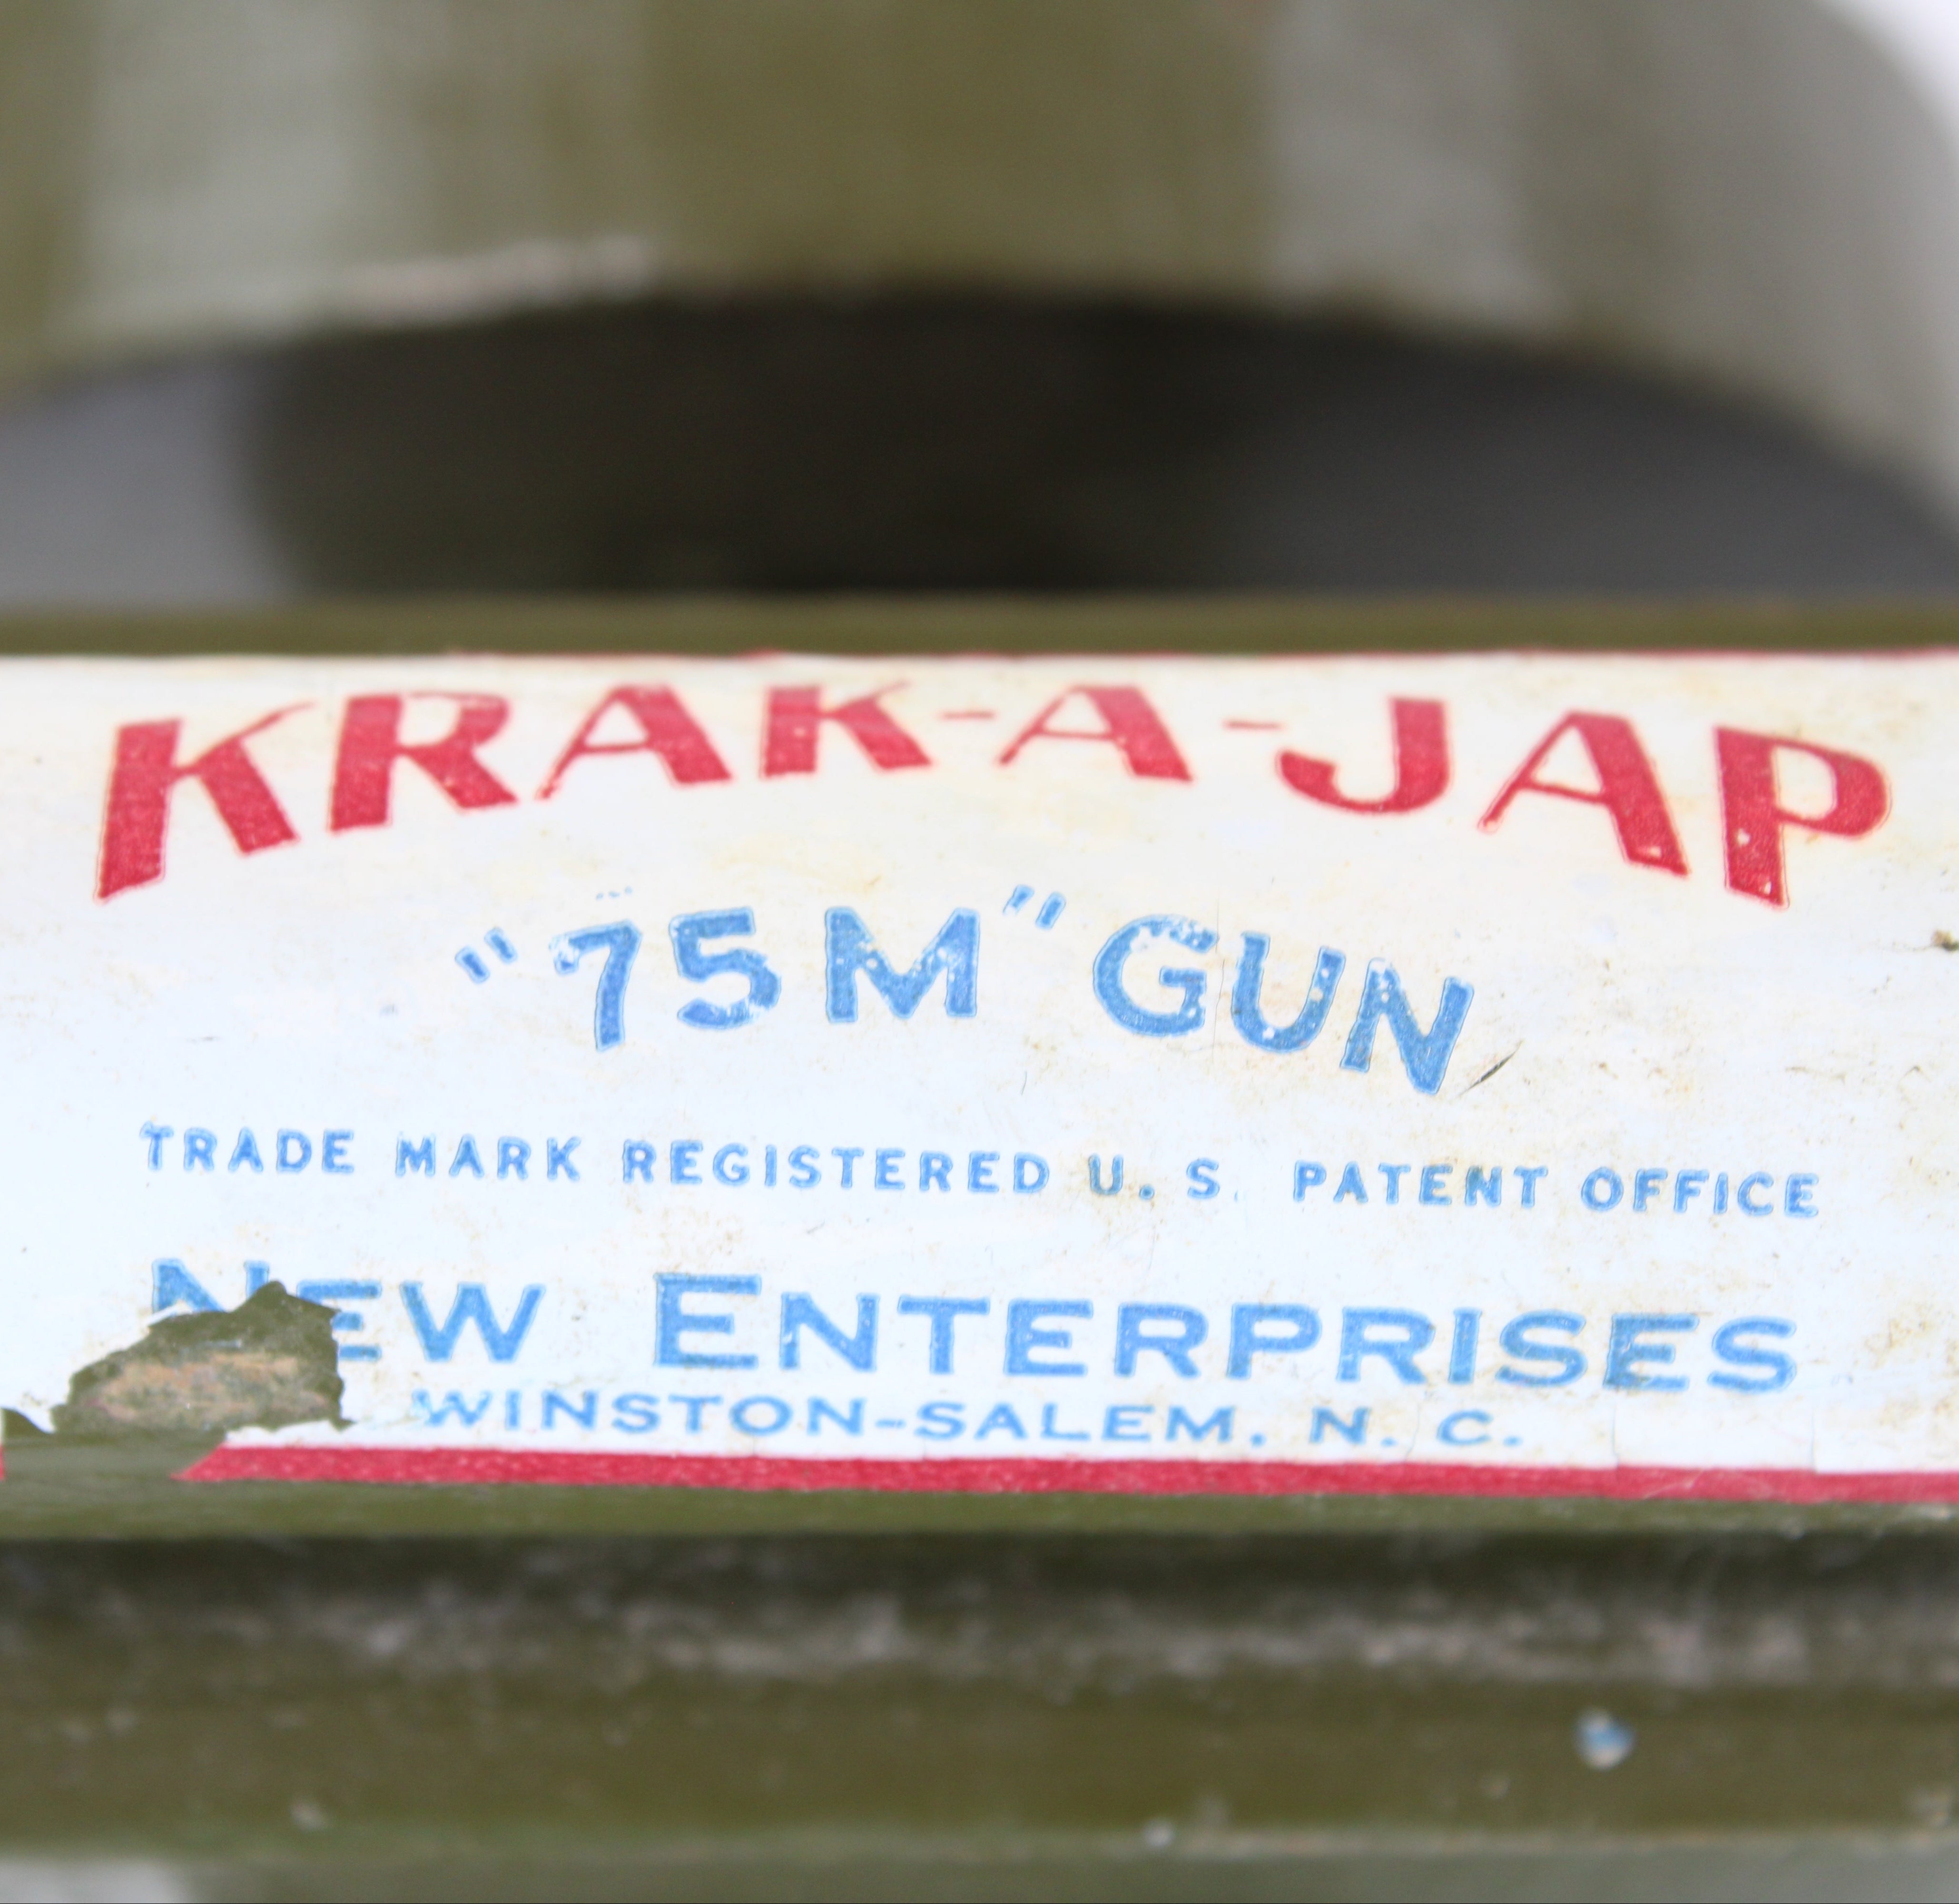 KRAK-A-JAP
"75M" GUN
TRADE MARK REGISTERED U. S. PATENT OFFICE
NEW ENTERPRISES
WINSTON-SALEM, N. C.